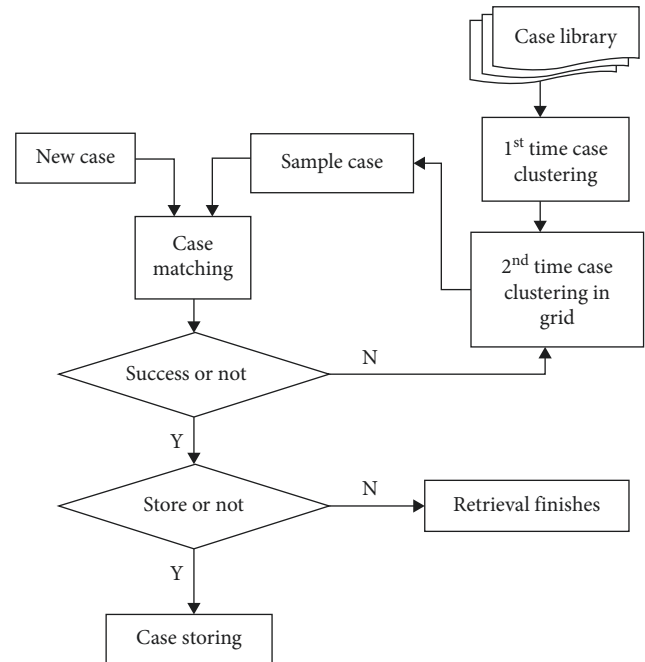 Case library
1st time case
clustering
New case
Sample case
Case
matching
2nd time case
clustering in
grid
Success or not
N
Y
Store or not
N
Retrieval finishes
Y
Case storing